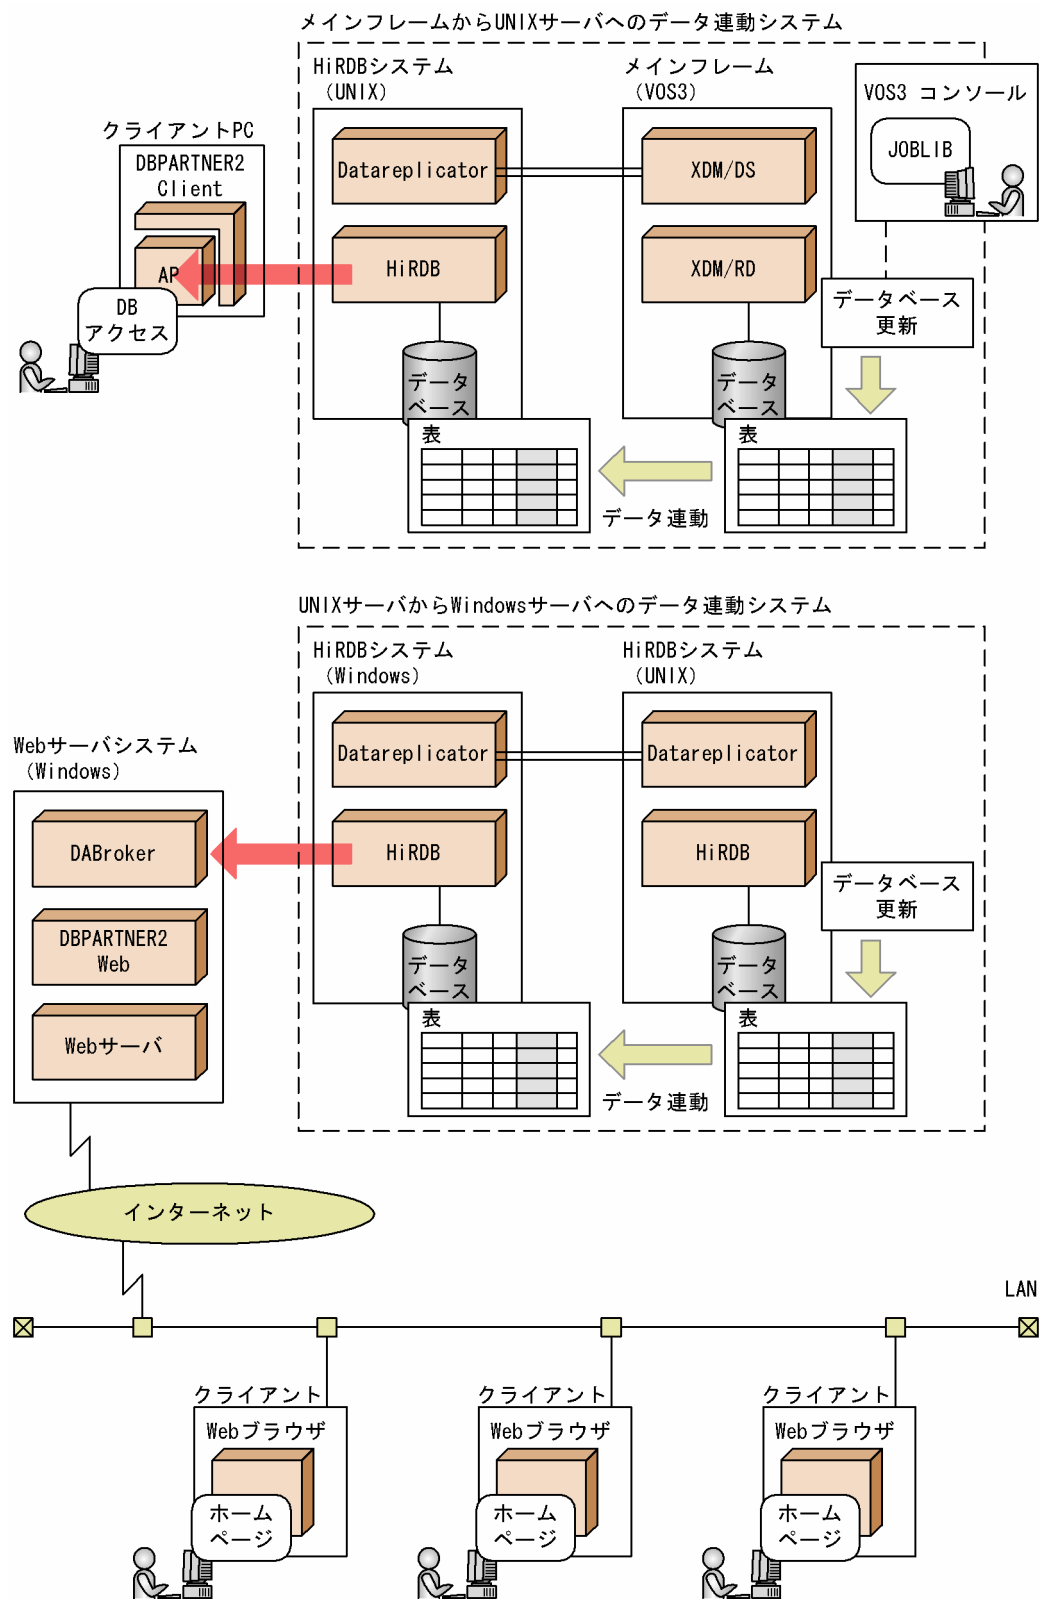 メインフレームからUNIXサーバへのデータ連動システム
HiRDBシステム
（UNIX）
メインフレーム
（VOS3）
VOS3 コンソール
JOBLIB
クライアントPC
DBPARTNER2
Client
AP
DB
アクセス
Datareplicator
XDM/DS
HiRDB
XDM/RD
データベース
更新
データ
ベース
データ
ベース
表
表
データ連動
UNIXサーバからWindowsサーバへのデータ連動システム
HiRDBシステム
（Windows）
HiRDBシステム
（UNIX）
Webサーバシステム
（Windows）
Datareplicator
Datareplicator
DABroker
HiRDB
HiRDB
データベース
更新
DBPARTNER2
Web
データ
ベース
データ
ベース
表
表
Webサーバ
データ連動
インターネット
LAN
クライアント
Webブラウザ
ホーム
ページ
クライアント
Webブラウザ
ホーム
ページ
クライアント
Webブラウザ
ホーム
ページ